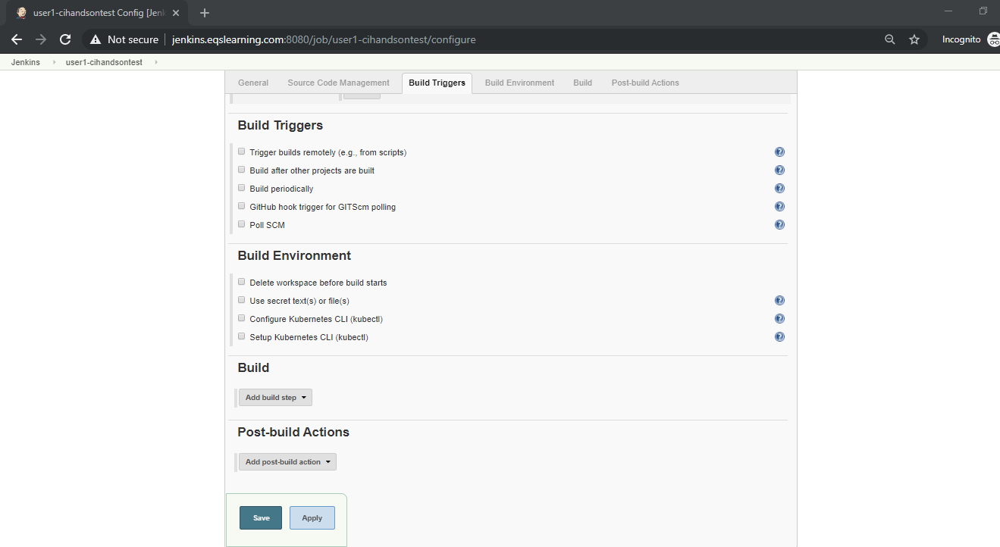 user1-cihandsontest Config [Jenk
Not secure jenkins.eqslearning.com:8080/job/user1-cihandsontest/configure Incognito
Jenkins user1-cihandsontest
General Source Code Management Build Triggers Build Environment Build Post-build Actions
Build Triggers
Trigger builds remotely (e.g., from scripts)
Build after other projects are built
Build periodically
GitHub hook trigger for GITScm polling
Poll SCM
Build Environment
Delete workspace before build starts
Use secret text(s) or file(s)
Configure Kubernetes CLI (kubectl)
Setup Kubernetes CLI (kubectl)
Build
Add build step
Post-build Actions
Add post-build action
Save Apply